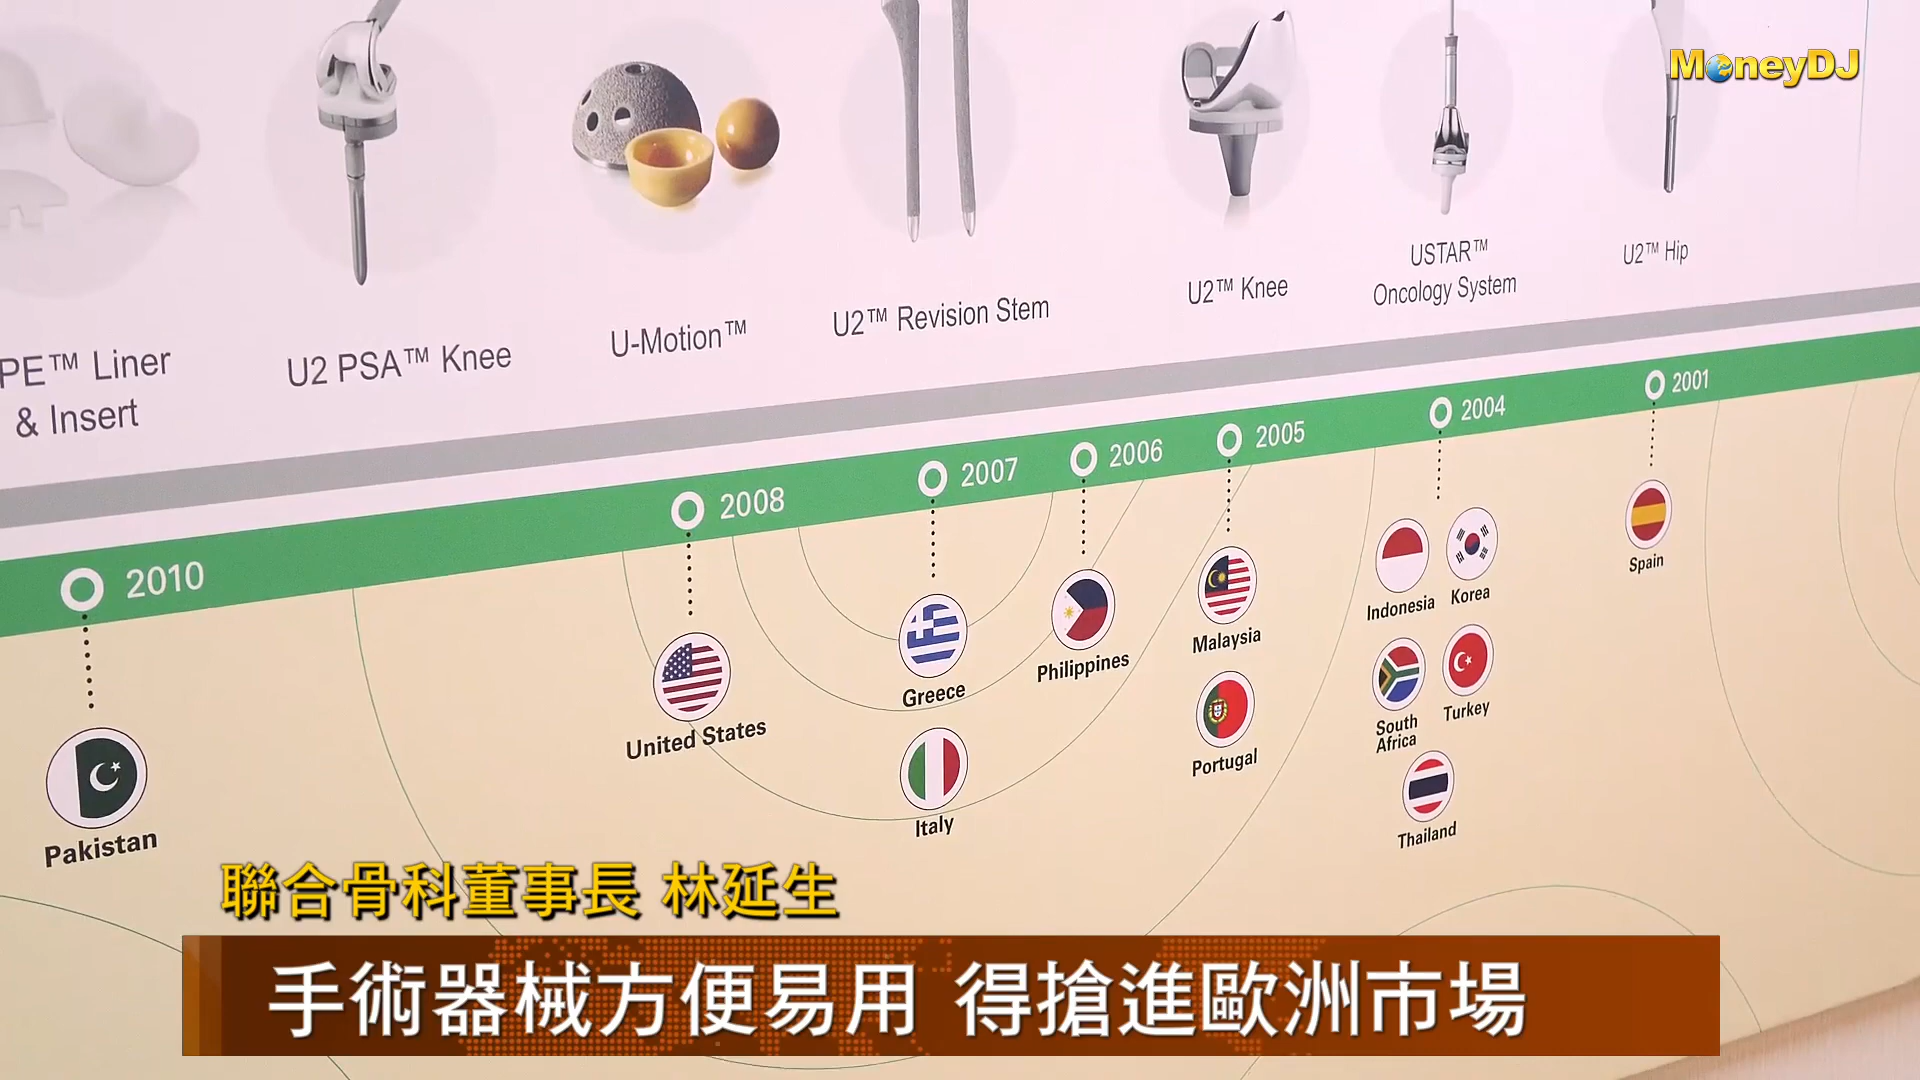 MoneyDJ
PE™ Liner
& Insert
U2 PSA™ Knee
U-Motion™
U2™ Revision Stem
U2™ Knee
USTAR™
Oncology System
U2™ Hip
2010
2008
2007
2006
2005
2004
2001
Pakistan
United States
Greece
Italy
Philippines
Malaysia
Portugal
Indonesia
Korea
South
Africa
Turkey
Thailand
Spain
聯合骨科董事長 林延生
手術器械方便易用 得搶進歐洲市場